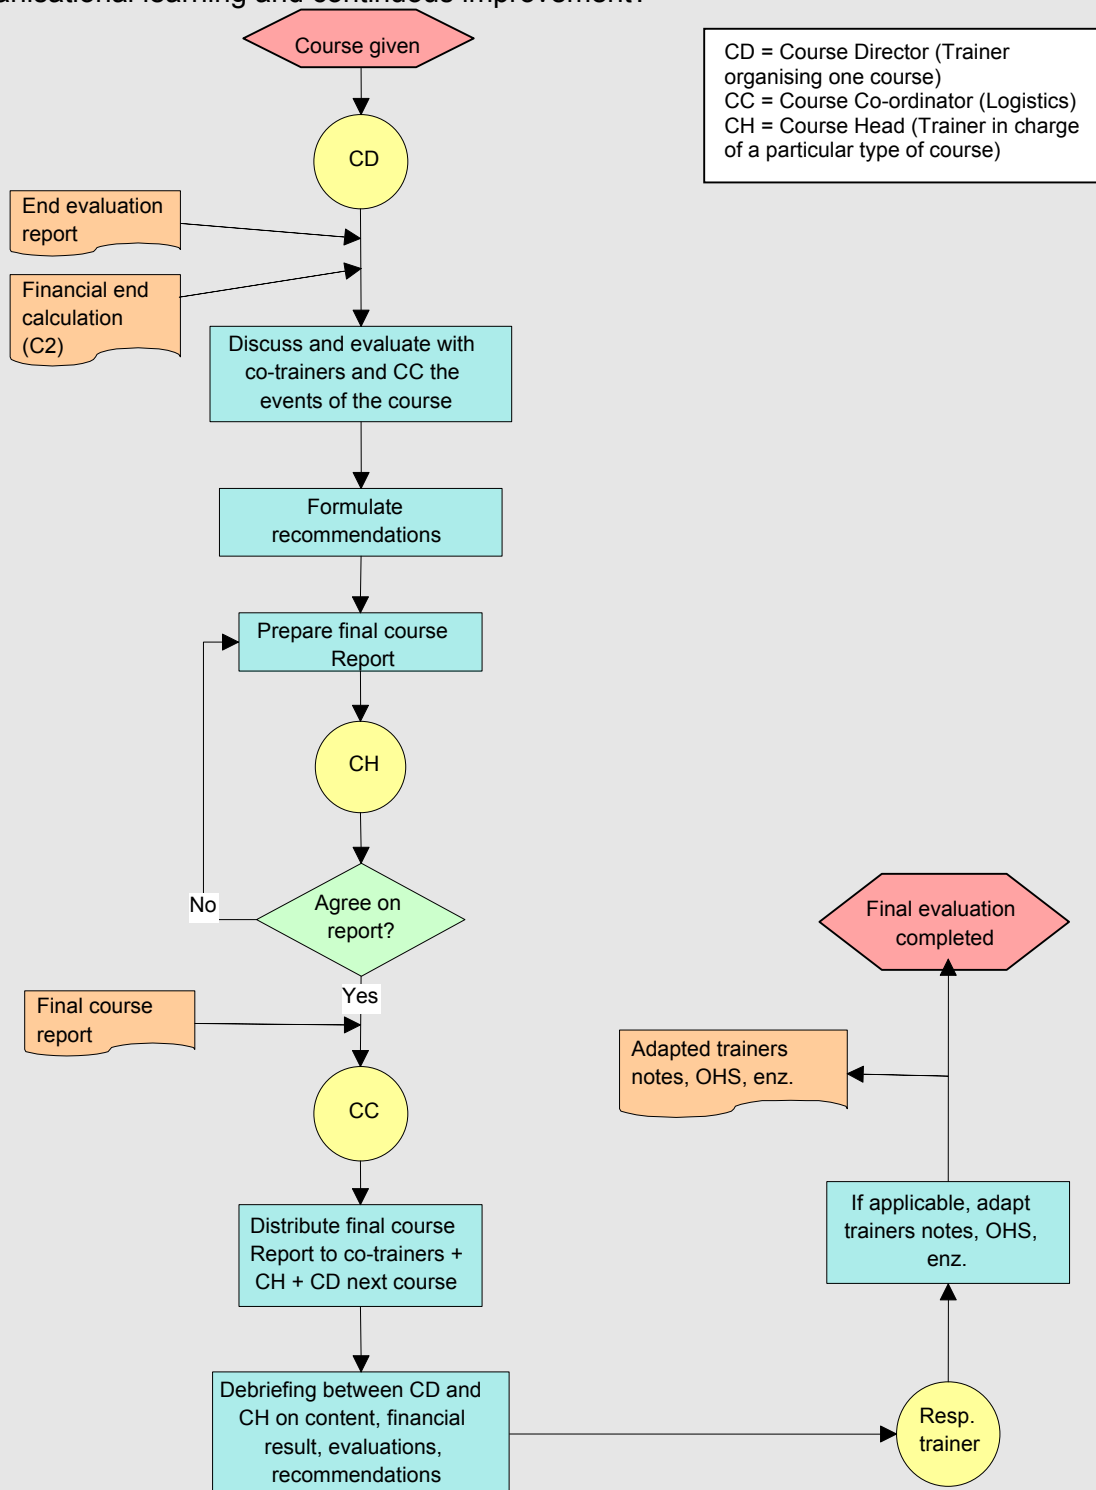 anisational learning and continuous improvement?
Course given
CD = Course Director (Trainer
organising one course)
CC = Course Co-ordinator (Logistics)
CH = Course Head (Trainer in charge
of a particular type of course)
CD
End evaluation
report
Financial end
calculation
(C2)
Discuss and evaluate with
co-trainers and CC the
events of the course
Formulate
recommendations
Prepare final course
Report
CH
Agree on
report?
No
Yes
Final course
report
CC
Distribute final course
Report to co-trainers +
CH + CD next course
Debriefing between CD and
CH on content, financial
result, evaluations,
recommendations
Resp.
trainer
If applicable, adapt
trainers notes, OHS,
enz.
Adapted trainers
notes, OHS, enz.
Final evaluation
completed